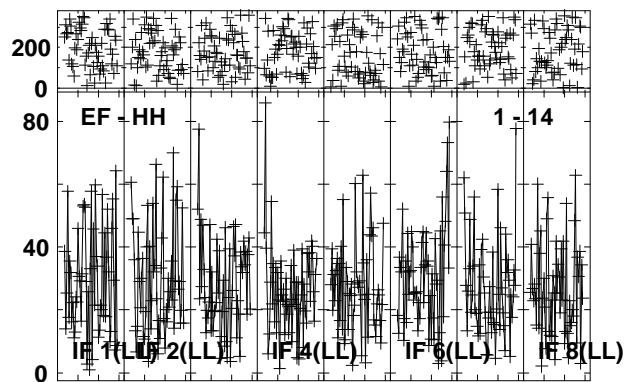 200
0
80
EF - HH
1 - 14
40
0
IF 1(LL)
IF 2(LL)
IF 4(LL)
IF 6(LL)
IF 8(LL)